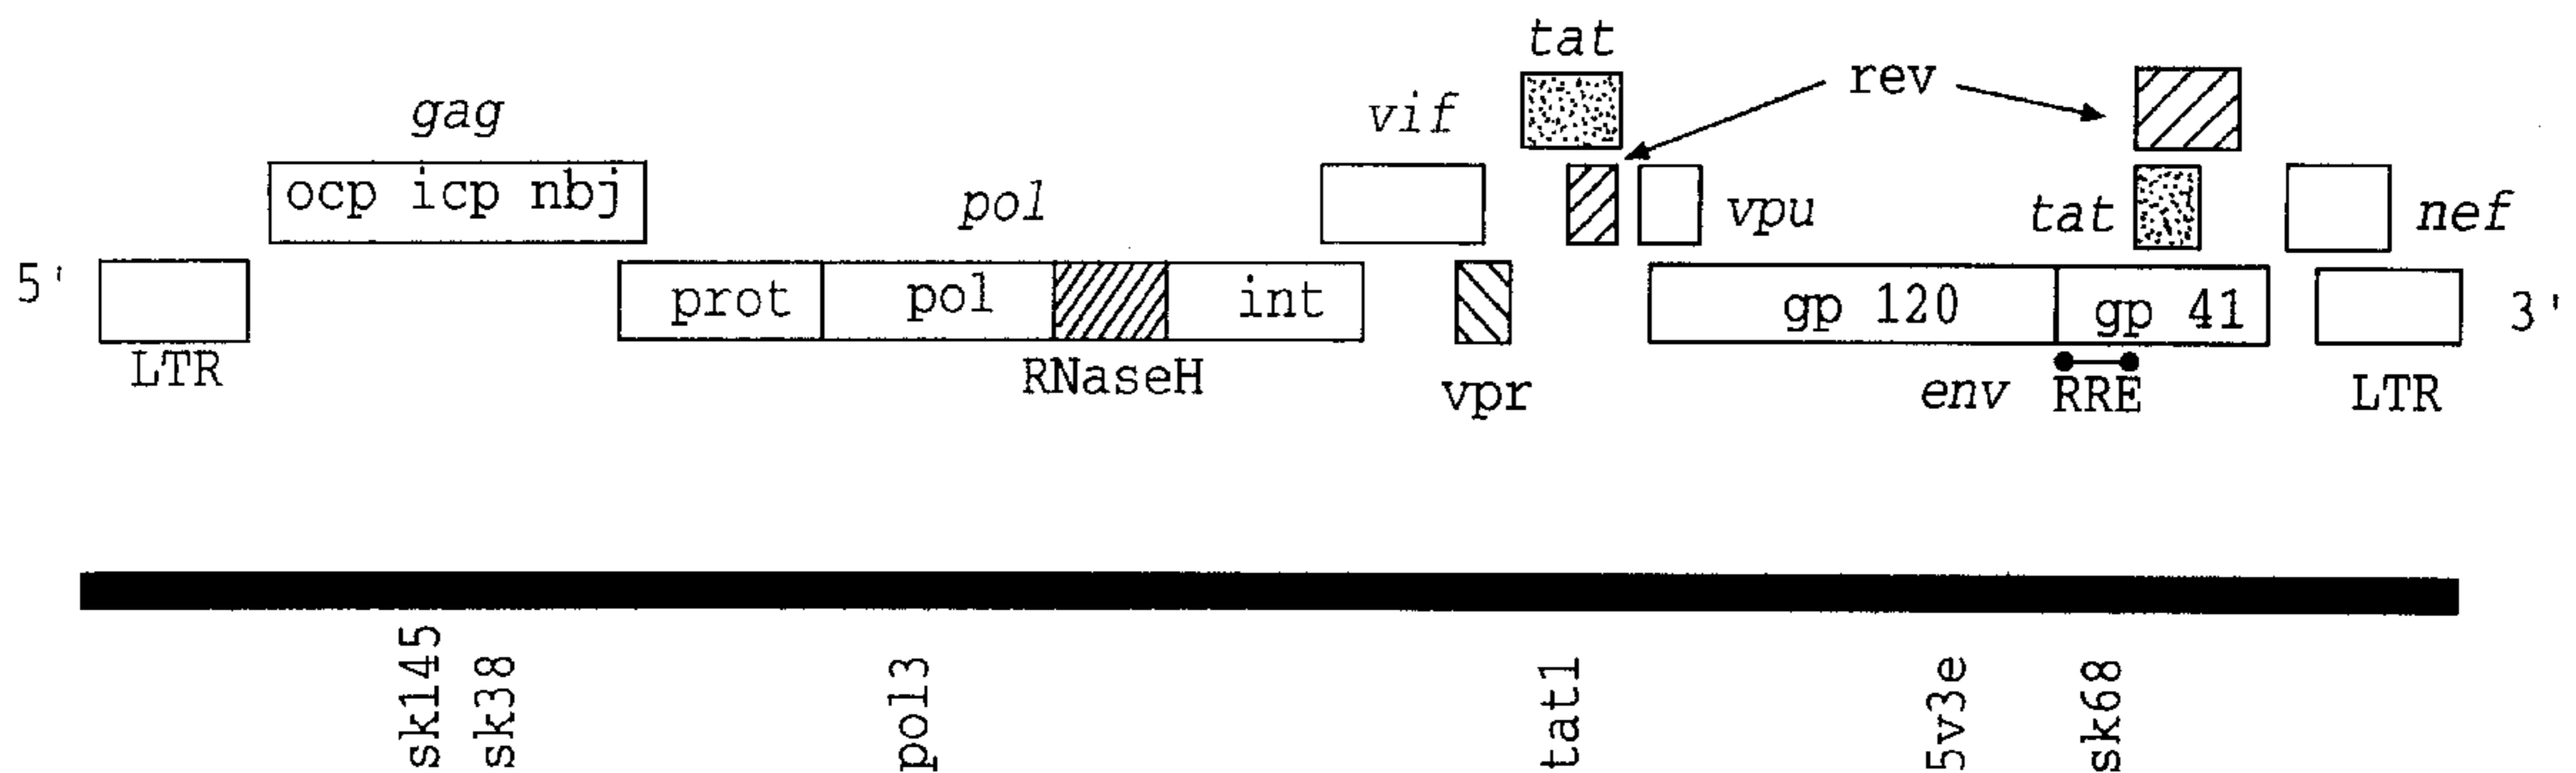 tat
rev
gag
vif
ocp icp nbj
pol
vpu
tat
nef
5'
prot
pol
int
gp 120
gp 41
3'
LTR
RNaseH
vpr
env
RRE
LTR
sk145
sk38
pol3
tat1
5v3e
sk68